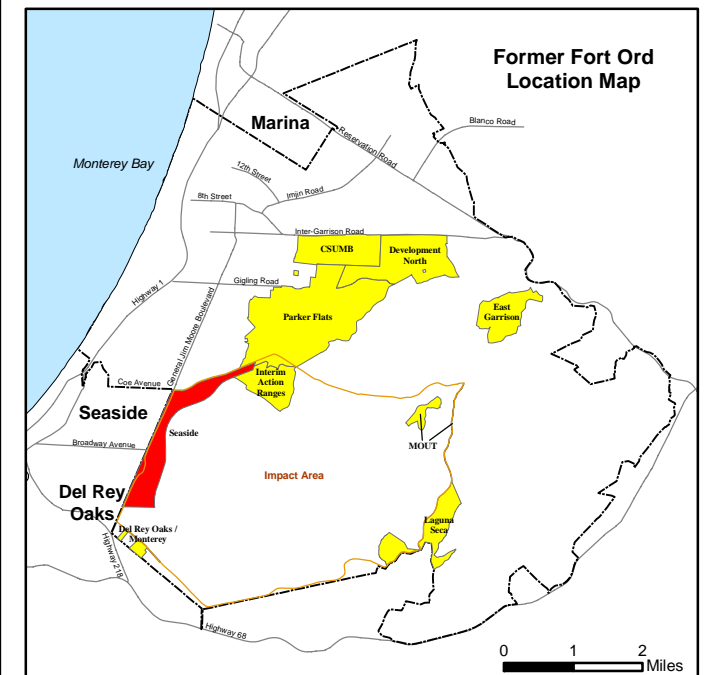 Former Fort Ord
Location Map
Marina
Blanco Road
Reservation Road
Monterey Bay
12th Street
Imjin Road
8th Street
Inter-Garrison Road
CSUMB
Development
North
Gigling Road
Highway 1
General Jim Moore Boulevard
Parker Flats
East
Garrison
Interim
Action
Ranges
Coe Avenue
Seaside
Seaside
Broadway Avenue
MOUT
Impact Area
Del Rey
Oaks
Laguna
Seca
Del Rey Oaks /
Monterey
Highway 218
Highway 68
0 1 2
Miles